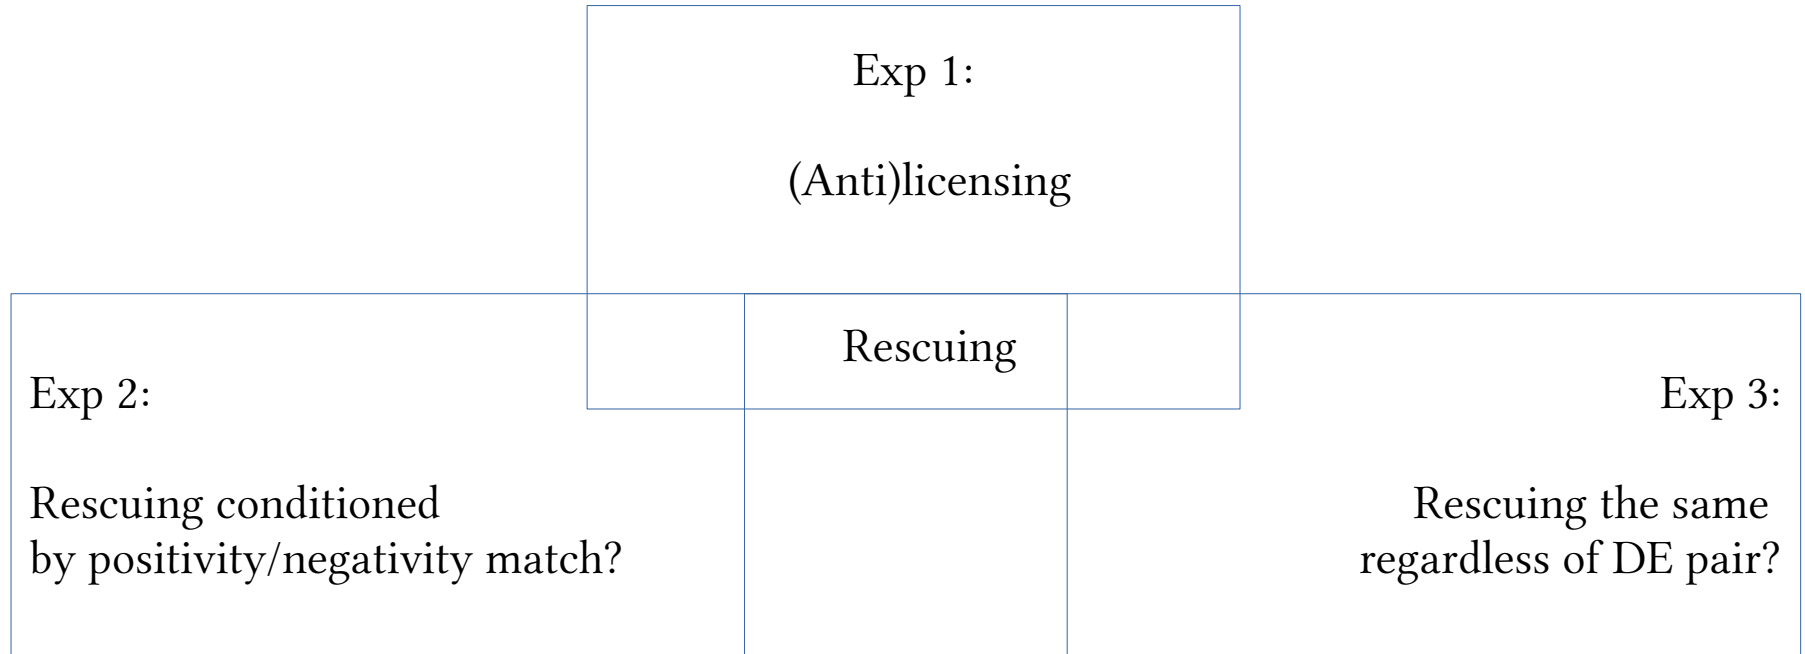 Exp 1:
(Anti)licensing
Rescuing
Exp 2:
Rescuing conditioned
by positivity/negativity match?
Exp 3:
Rescuing the same
regardless of DE pair?